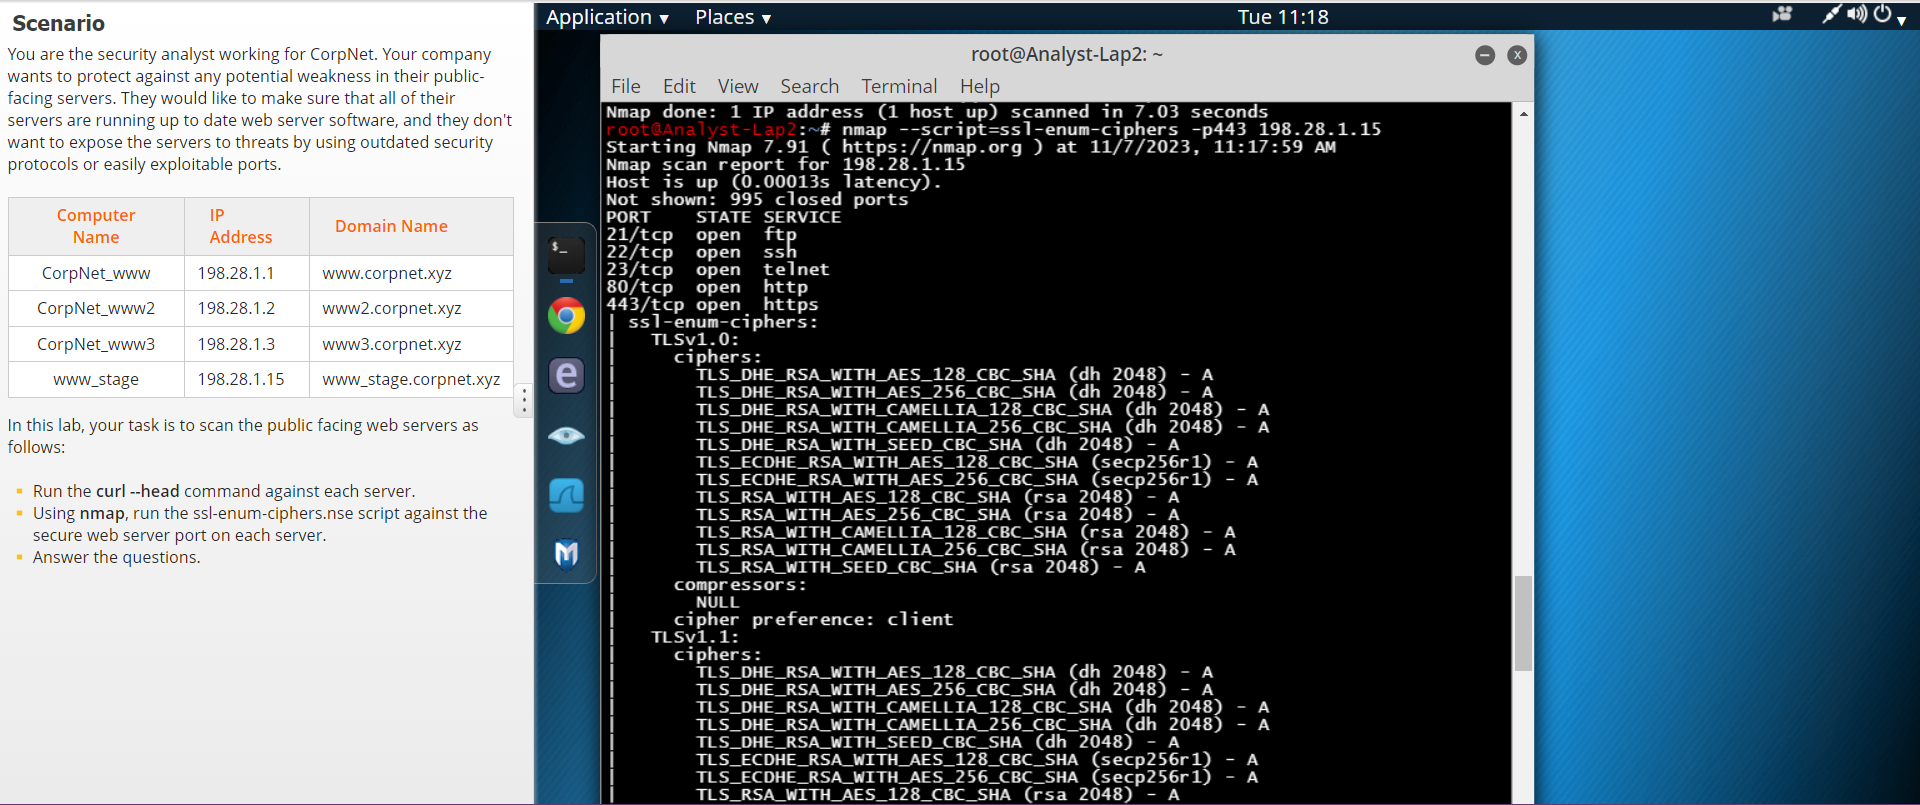 Scenario
You are the security analyst working for CorpNet. Your company
wants to protect against any potential weakness in their public-
facing servers. They would like to make sure that all of their
servers are running up to date web server software, and they don't
want to expose the servers to threats by using outdated security
protocols or easily exploitable ports.
Computer Name IP Address Domain Name
CorpNet_www 198.28.1.1 www.corpnet.xyz
CorpNet_www2 198.28.1.2 www2.corpnet.xyz
CorpNet_www3 198.28.1.3 www3.corpnet.xyz
www_stage 198.28.1.15 www_stage.corpnet.xyz
In this lab, your task is to scan the public facing web servers as
follows:
Run the curl --head command against each server.
Using nmap, run the ssl-enum-ciphers.nse script against the
secure web server port on each server.
Answer the questions.
Application Places Tue 11:18
root@Analyst-Lap2: ~
File Edit View Search Terminal Help
Nmap done: 1 IP address (1 host up) scanned in 7.03 seconds
root@Analyst-Lap2:~# nmap --script=ssl-enum-ciphers -p443 198.28.1.15
Starting Nmap 7.91 ( https://nmap.org ) at 11/7/2023, 11:17:59 AM
Nmap scan report for 198.28.1.15
Host is up (0.00013s latency).
Not shown: 995 closed ports
PORT STATE SERVICE
21/tcp open ftp
22/tcp open ssh
23/tcp open telnet
80/tcp open http
443/tcp open https
| ssl-enum-ciphers:
| TLSv1.0:
| ciphers:
| TLS_DHE_RSA_WITH_AES_128_CBC_SHA (dh 2048) - A
| TLS_DHE_RSA_WITH_AES_256_CBC_SHA (dh 2048) - A
| TLS_DHE_RSA_WITH_CAMELLIA_128_CBC_SHA (dh 2048) - A
| TLS_DHE_RSA_WITH_CAMELLIA_256_CBC_SHA (dh 2048) - A
| TLS_DHE_RSA_WITH_SEED_CBC_SHA (dh 2048) - A
| TLS_ECDHE_RSA_WITH_AES_128_CBC_SHA (secp256r1) - A
| TLS_ECDHE_RSA_WITH_AES_256_CBC_SHA (secp256r1) - A
| TLS_RSA_WITH_AES_128_CBC_SHA (rsa 2048) - A
| TLS_RSA_WITH_AES_256_CBC_SHA (rsa 2048) - A
| TLS_RSA_WITH_CAMELLIA_128_CBC_SHA (rsa 2048) - A
| TLS_RSA_WITH_CAMELLIA_256_CBC_SHA (rsa 2048) - A
| TLS_RSA_WITH_SEED_CBC_SHA (rsa 2048) - A
| compressors:
| NULL
| cipher preference: client
| TLSv1.1:
| ciphers:
| TLS_DHE_RSA_WITH_AES_128_CBC_SHA (dh 2048) - A
| TLS_DHE_RSA_WITH_AES_256_CBC_SHA (dh 2048) - A
| TLS_DHE_RSA_WITH_CAMELLIA_128_CBC_SHA (dh 2048) - A
| TLS_DHE_RSA_WITH_CAMELLIA_256_CBC_SHA (dh 2048) - A
| TLS_DHE_RSA_WITH_SEED_CBC_SHA (dh 2048) - A
| TLS_ECDHE_RSA_WITH_AES_128_CBC_SHA (secp256r1) - A
| TLS_ECDHE_RSA_WITH_AES_256_CBC_SHA (secp256r1) - A
| TLS_RSA_WITH_AES_128_CBC_SHA (rsa 2048) - A